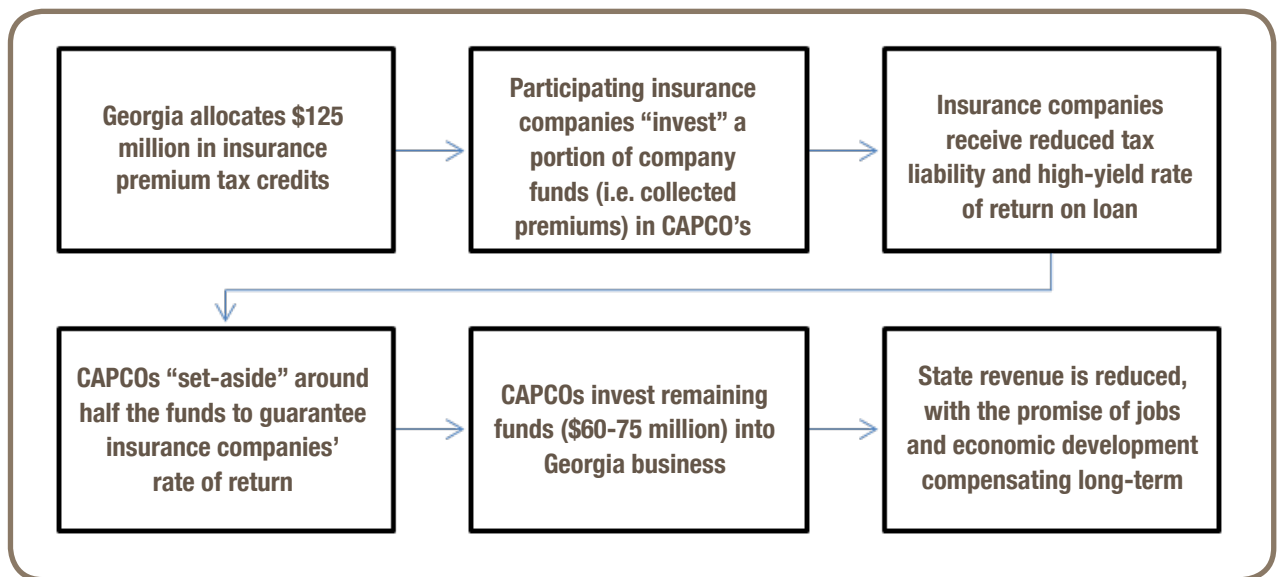 Georgia allocates $125
million in insurance
premium tax credits
Participating insurance
companies “invest” a
portion of company
funds (i.e. collected
premiums) in CAPCO’s
Insurance companies
receive reduced tax
liability and high-yield rate
of return on loan
CAPCOs “set-aside” around
half the funds to guarantee
insurance companies’
rate of return
CAPCOs invest remaining
funds ($60-75 million) into
Georgia business
State revenue is reduced,
with the promise of jobs
and economic development
compensating long-term